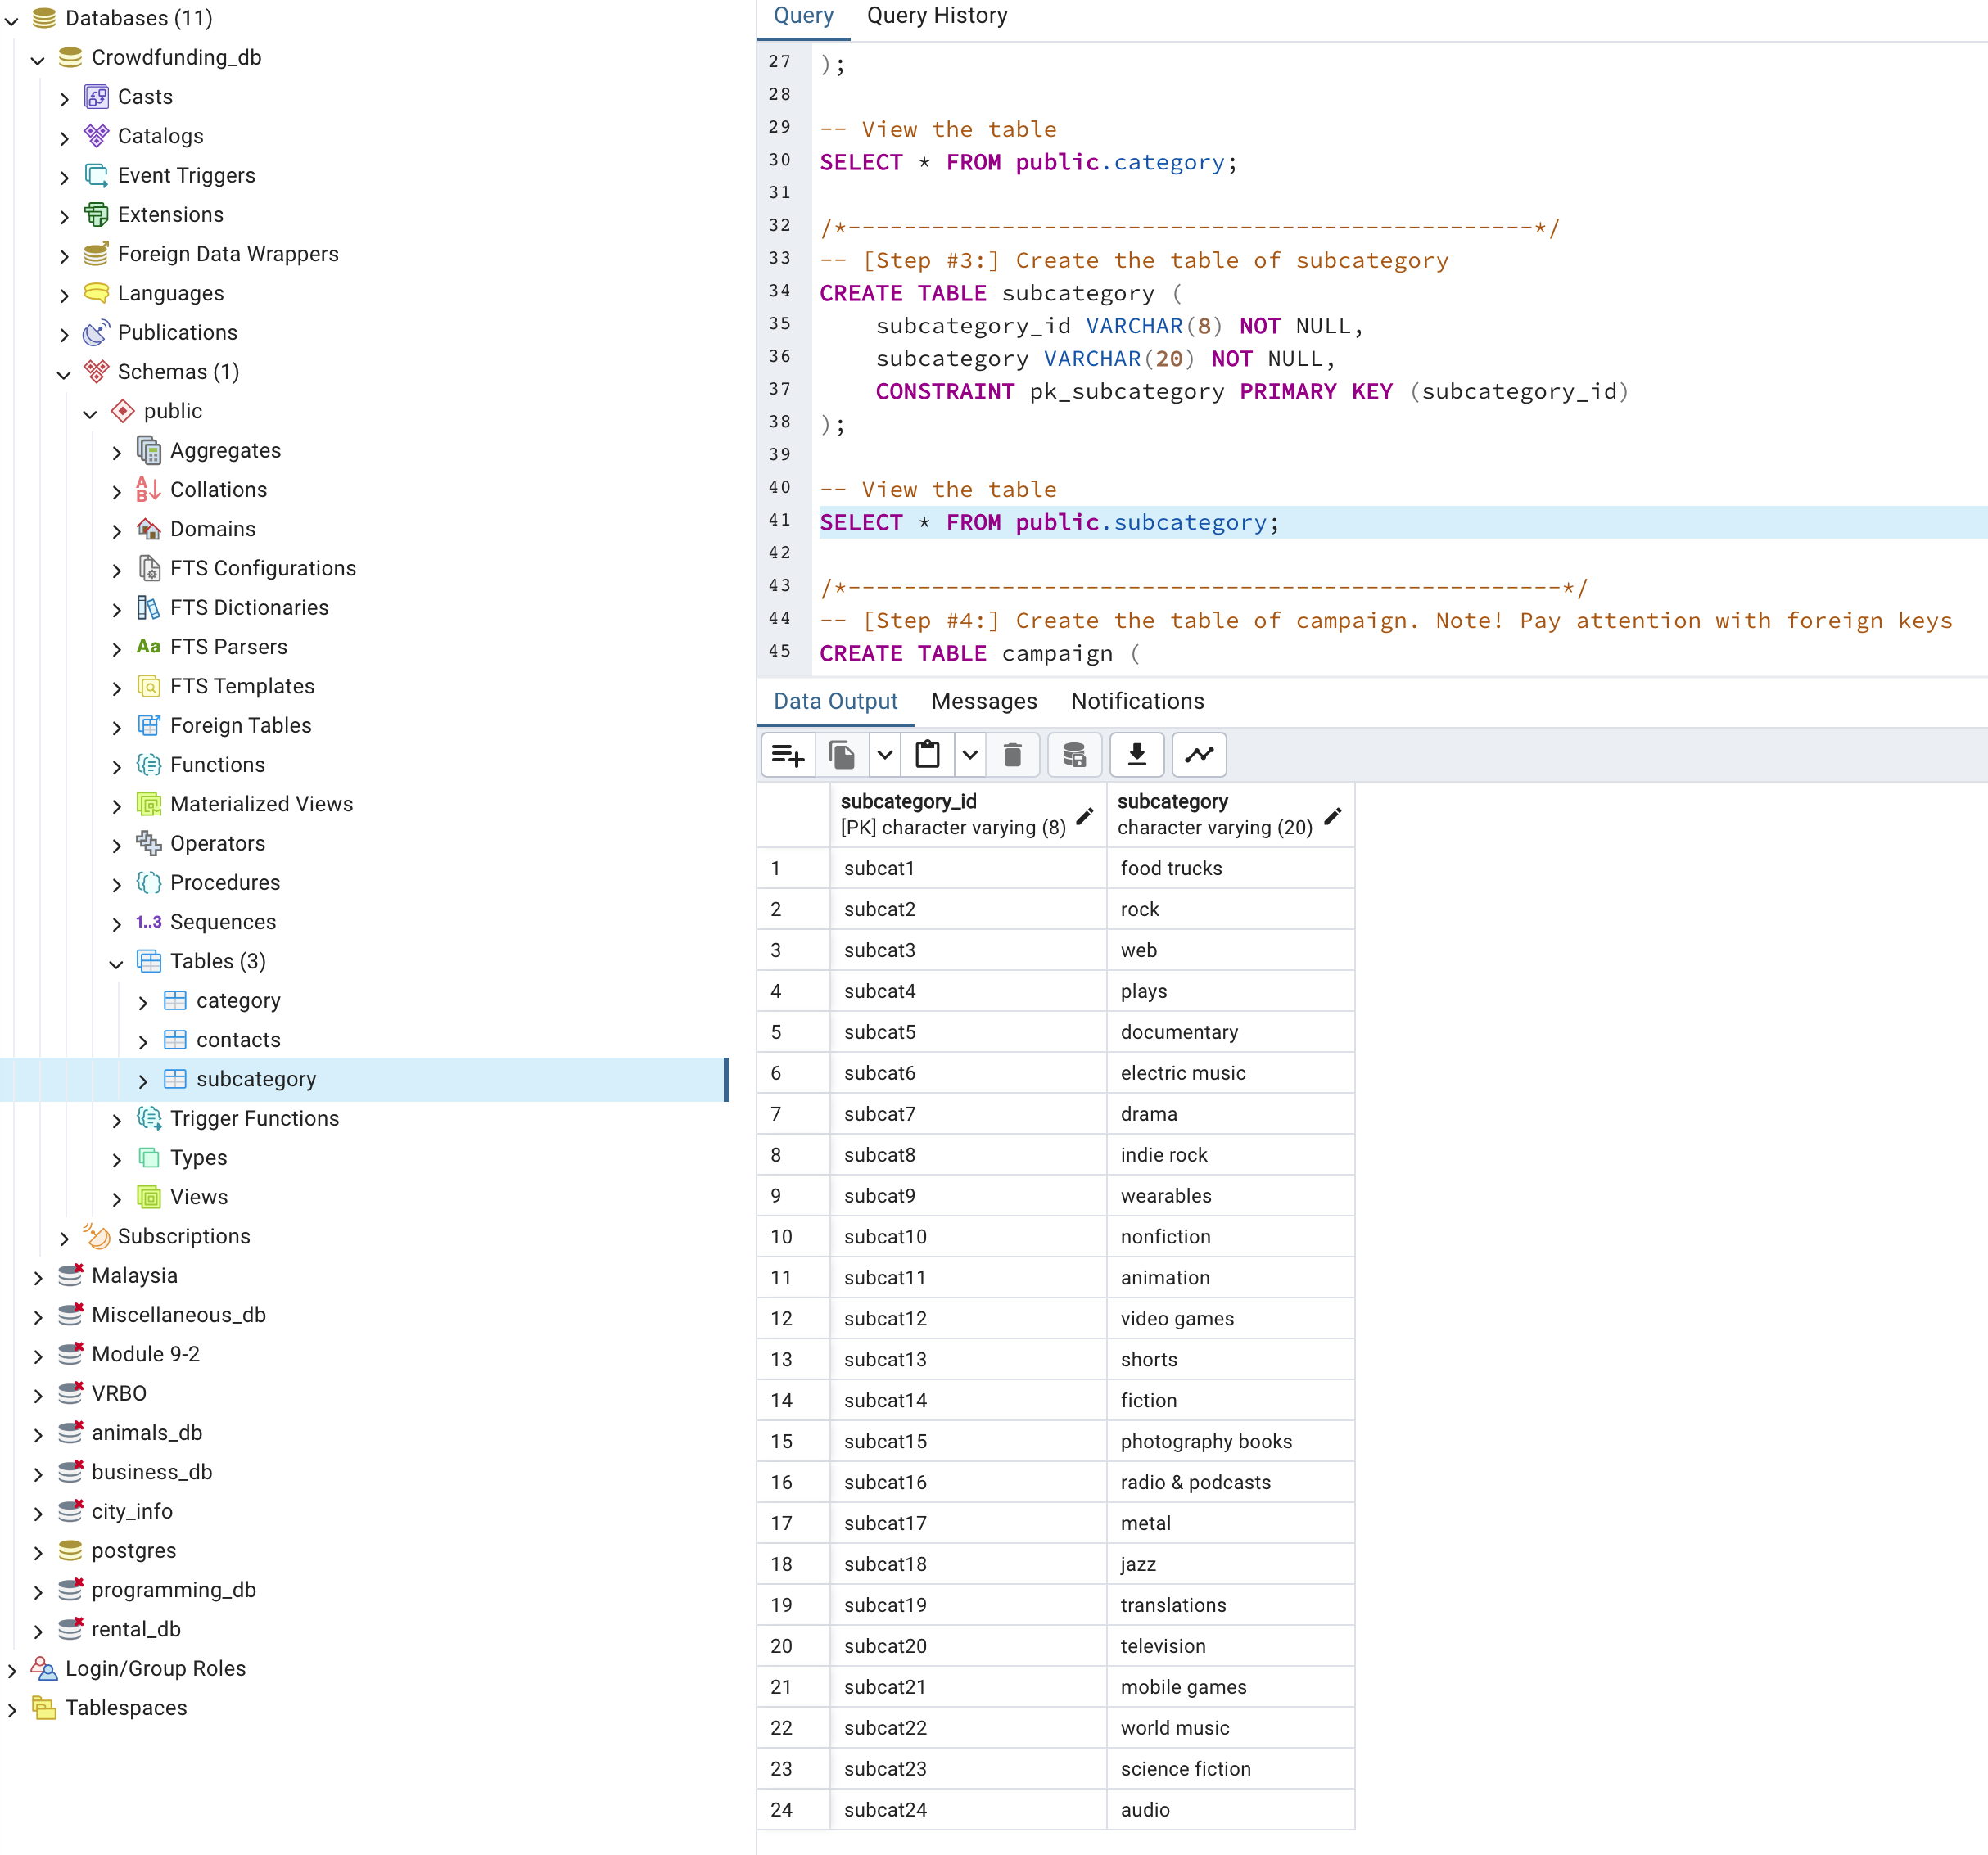 Databases (11)
Crowdfunding_db
Casts
Catalogs
Event Triggers
Extensions
Foreign Data Wrappers
Languages
Publications
Schemas (1)
public
Aggregates
Collations
Domains
FTS Configurations
FTS Dictionaries
Aa FTS Parsers
FTS Templates
Foreign Tables
Functions
Materialized Views
Operators
Procedures
1..3 Sequences
Tables (3)
category
contacts
subcategory
Trigger Functions
Types
Views
Subscriptions
Malaysia
Miscellaneous_db
Module 9-2
VRBO
animals_db
business_db
city_info
postgres
programming_db
rental_db
Login/Group Roles
Tablespaces
Query Query History
27 );
28
29 -- View the table
30 SELECT * FROM public.category;
31
32 /*-------------------------------------------------*/
33 -- [Step #3:] Create the table of subcategory
34 CREATE TABLE subcategory (
35 subcategory_id VARCHAR(8) NOT NULL,
36 subcategory VARCHAR(20) NOT NULL,
37 CONSTRAINT pk_subcategory PRIMARY KEY (subcategory_id)
38 );
39
40 -- View the table
41 SELECT * FROM public.subcategory;
42
43 /*---------------------------------------------------*/
44 -- [Step #4:] Create the table of campaign. Note! Pay attention with foreign keys
45 CREATE TABLE campaign (
Data Output Messages Notifications
subcategory_id subcategory
[PK] character varying (8) character varying (20)
1 subcat1 food trucks
2 subcat2 rock
3 subcat3 web
4 subcat4 plays
5 subcat5 documentary
6 subcat6 electric music
7 subcat7 drama
8 subcat8 indie rock
9 subcat9 wearables
10 subcat10 nonfiction
11 subcat11 animation
12 subcat12 video games
13 subcat13 shorts
14 subcat14 fiction
15 subcat15 photography books
16 subcat16 radio & podcasts
17 subcat17 metal
18 subcat18 jazz
19 subcat19 translations
20 subcat20 television
21 subcat21 mobile games
22 subcat22 world music
23 subcat23 science fiction
24 subcat24 audio